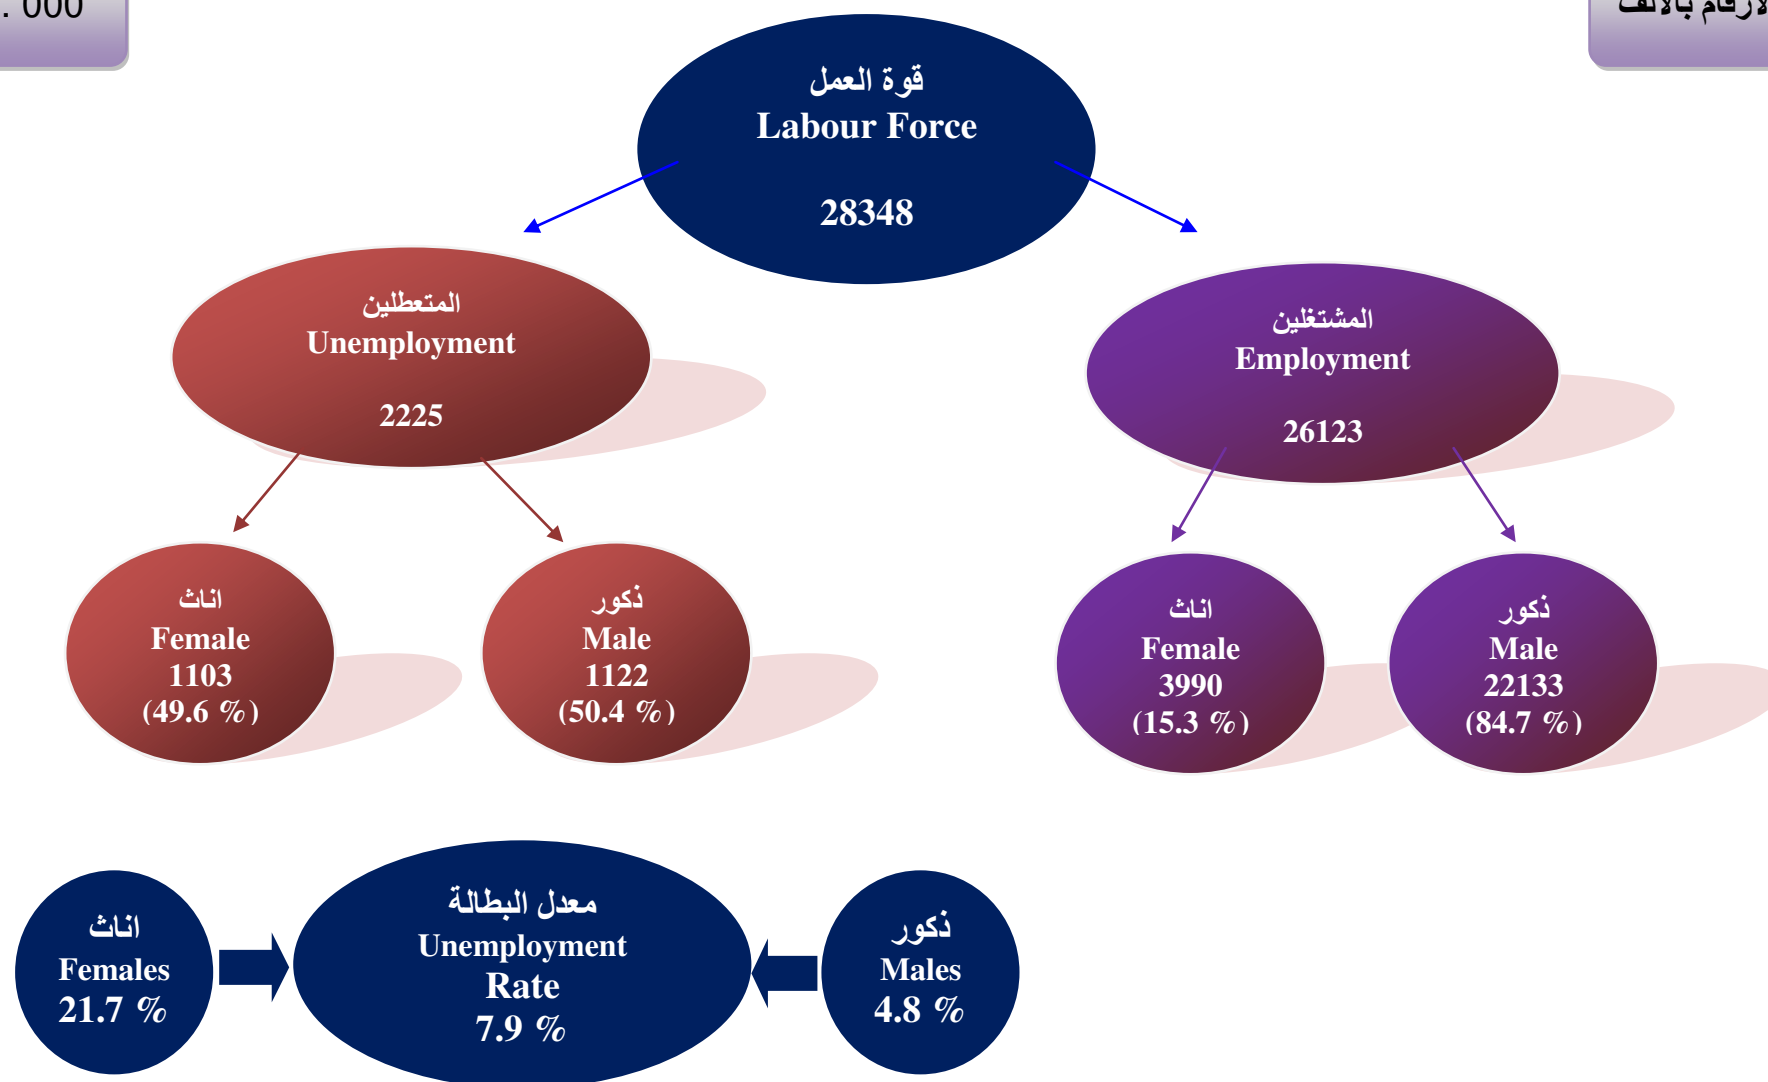 . 000
الارقام بالالف
قوة العمل
Labour Force
28348
المتعطلين
Unemployment
2225
المشتغلين
Employment
26123
اناث
Female
1103
(49.6 %)
ذكور
Male
1122
(50.4 %)
اناث
Female
3990
(15.3 %)
ذكور
Male
22133
(84.7 %)
اناث
Females
21.7 %
معدل البطالة
Unemployment
Rate
7.9 %
ذكور
Males
4.8 %